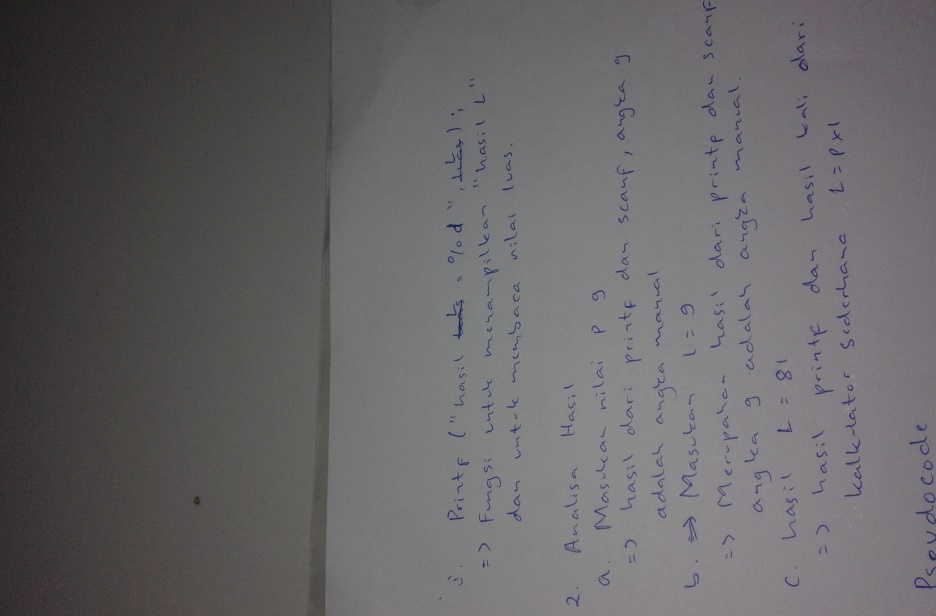 j. Printf ("hasil = %d", L);
=> Fungsi untuk menampilkan "hasil L"
dan untuk membaca nilai luas.
2. Analisa Hasil
a. Masukan nilai P 9
=> hasil dari printf dan scanf, angka 9
adalah angka manual
b. => Masukan l = 9
=> Merupakan hasil dari printf dan scanf
angka 9 adalah angka manual.
c. hasil L = 81
=> hasil printf dan hasil kali dari
kalkulator sederhana L = P x l
Pseudocode